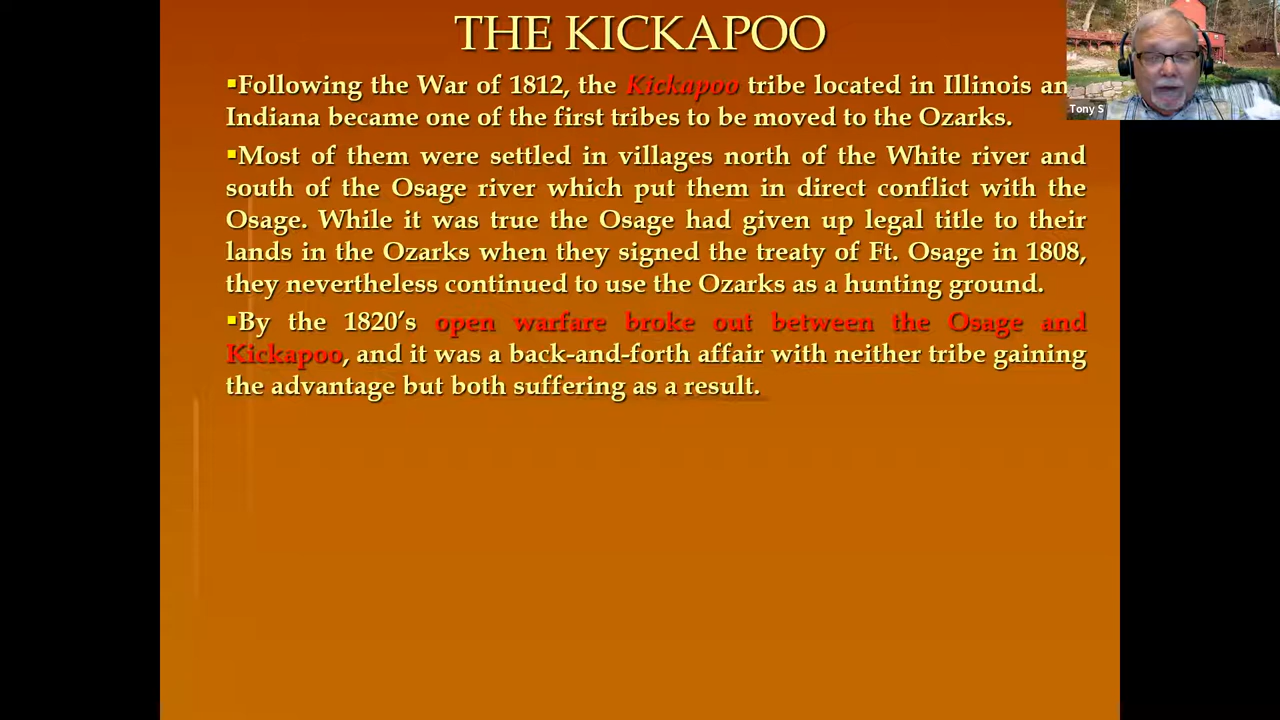 THE KICKAPOO
▪Following the War of 1812, the Kickapoo tribe located in Illinois an
Indiana became one of the first tribes to be moved to the Ozarks.
▪Most of them were settled in villages north of the White river and
south of the Osage river which put them in direct conflict with the
Osage. While it was true the Osage had given up legal title to their
lands in the Ozarks when they signed the treaty of Ft. Osage in 1808,
they nevertheless continued to use the Ozarks as a hunting ground.
▪By the 1820’s open warfare broke out between the Osage and
Kickapoo, and it was a back-and-forth affair with neither tribe gaining
the advantage but both suffering as a result.
Tony S